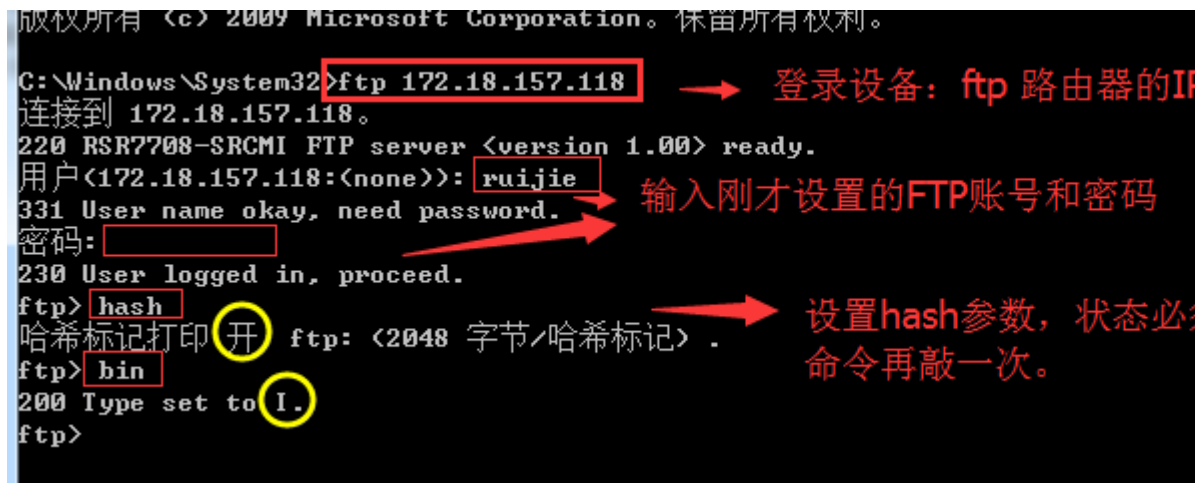 版权所有 <c> 2009 Microsoft Corporation。保留所有权利。
C:\Windows\System32>ftp 172.18.157.118
登录设备：ftp 路由器的IP
连接到 172.18.157.118。
220 RSR7708-SRCMI FTP server <version 1.00> ready.
用户<172.18.157.118:(none)>: ruijie
输入刚才设置的FTP账号和密码
331 User name okay, need password.
密码:
230 User logged in, proceed.
ftp> hash
设置hash参数，状态必
哈希标记打印 开  ftp: <2048 字节/哈希标记> .
命令再敲一次。
ftp> bin
200 Type set to I.
ftp>